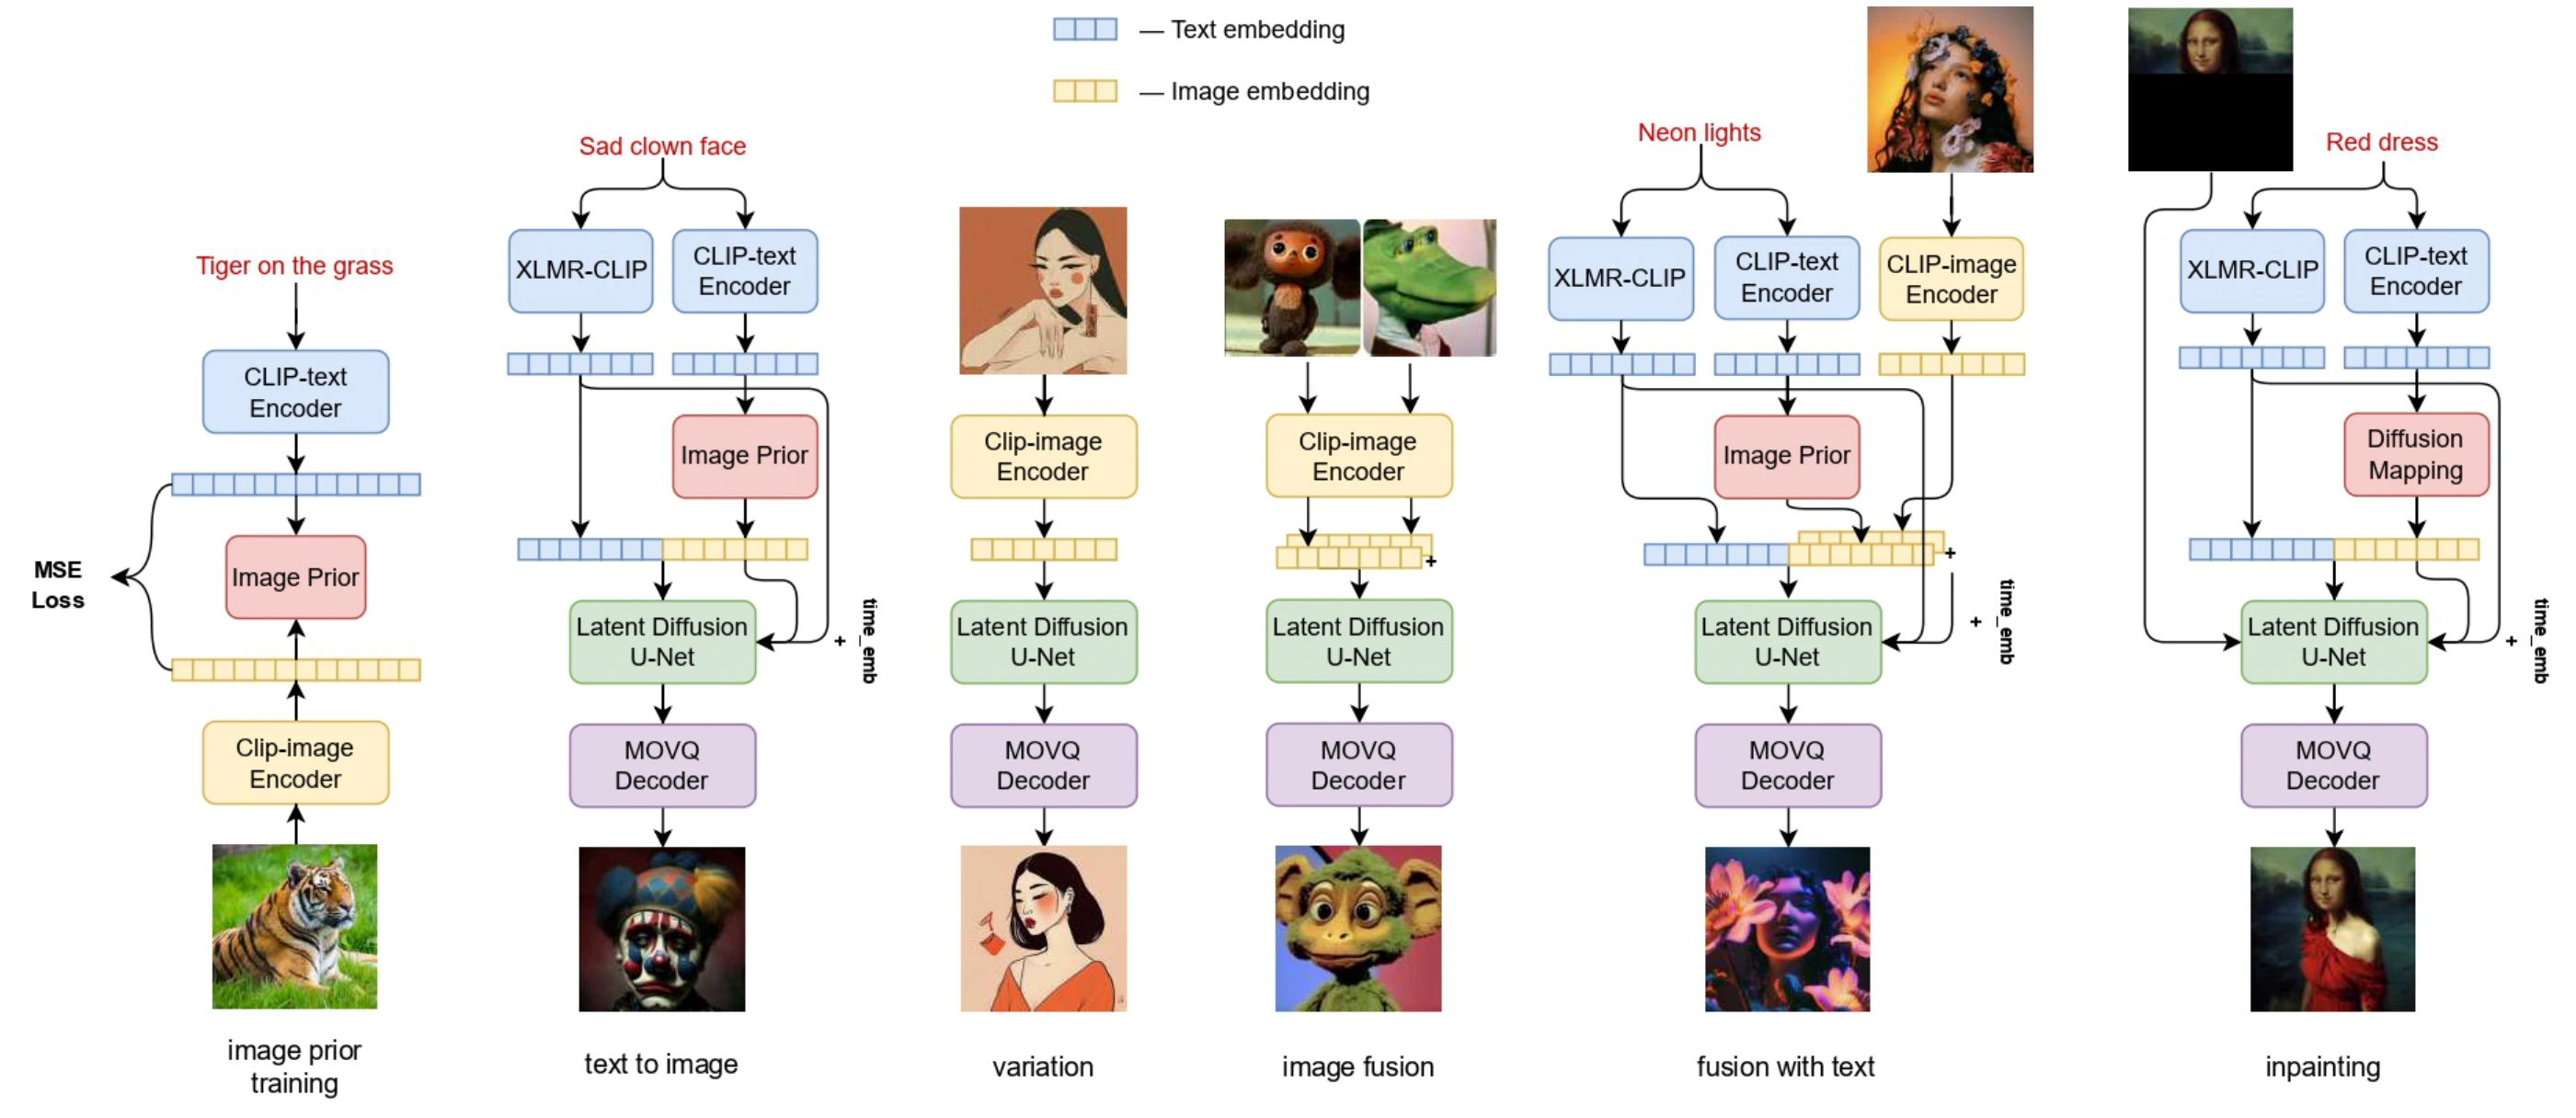 — Text embedding
— Image embedding
Tiger on the grass
CLIP-text
Encoder
MSE
Loss
Image Prior
Clip-image
Encoder
image prior
training
Sad clown face
XLMR-CLIP
CLIP-text
Encoder
Image Prior
Latent Diffusion
U-Net
+
time_emb
MOVQ
Decoder
text to image
Clip-image
Encoder
Latent Diffusion
U-Net
MOVQ
Decoder
variation
Clip-image
Encoder
+
Latent Diffusion
U-Net
MOVQ
Decoder
image fusion
Neon lights
XLMR-CLIP
CLIP-text
Encoder
CLIP-image
Encoder
Image Prior
+
Latent Diffusion
U-Net
+
time_emb
MOVQ
Decoder
fusion with text
Red dress
XLMR-CLIP
CLIP-text
Encoder
Diffusion
Mapping
Latent Diffusion
U-Net
+
time_emb
MOVQ
Decoder
inpainting